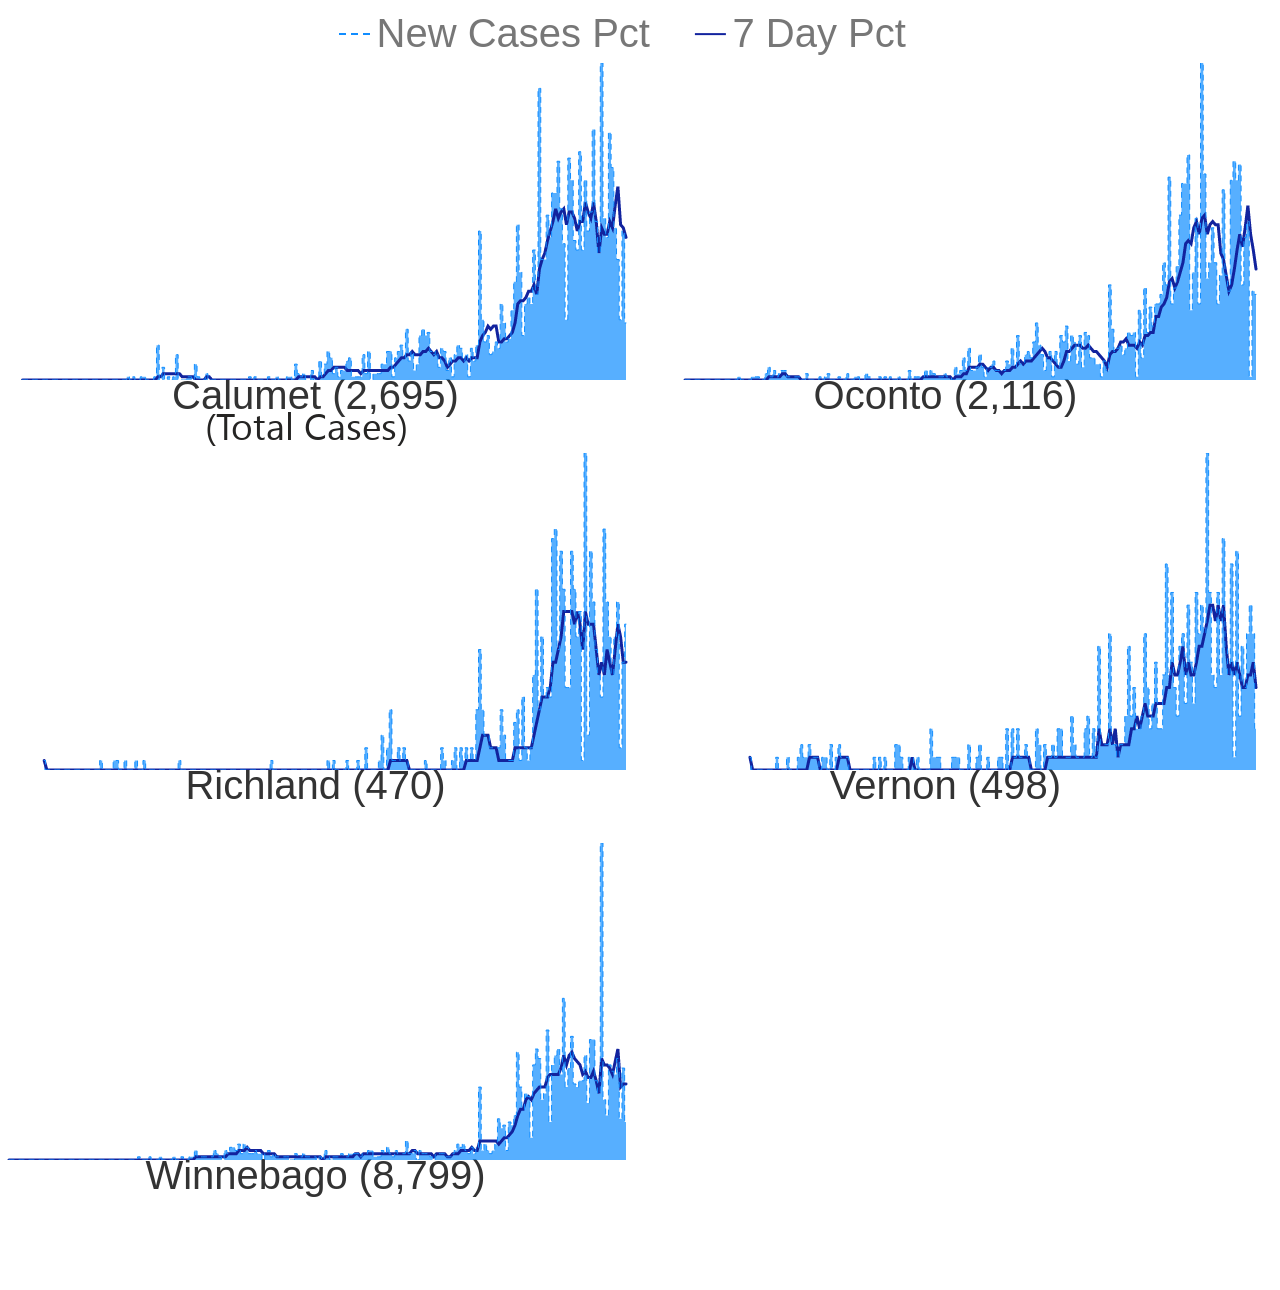 New Cases Pct 7 Day Pct
Calumet (2,695) Oconto (2,116)
(Total Cases)
Richland (470) Vernon (498)
Winnebago (8,799)